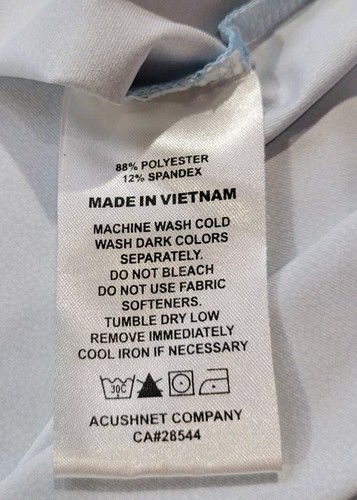 88% POLYESTER
12% SPANDEX
MADE IN VIETNAM
MACHINE WASH COLD
WASH DARK COLORS
SEPARATELY.
DO NOT BLEACH
DO NOT USE FABRIC
SOFTENERS.
TUMBLE DRY LOW
REMOVE IMMEDIATELY
COOL IRON IF NECESSARY
30C
ACUSHNET COMPANY
CA#28544